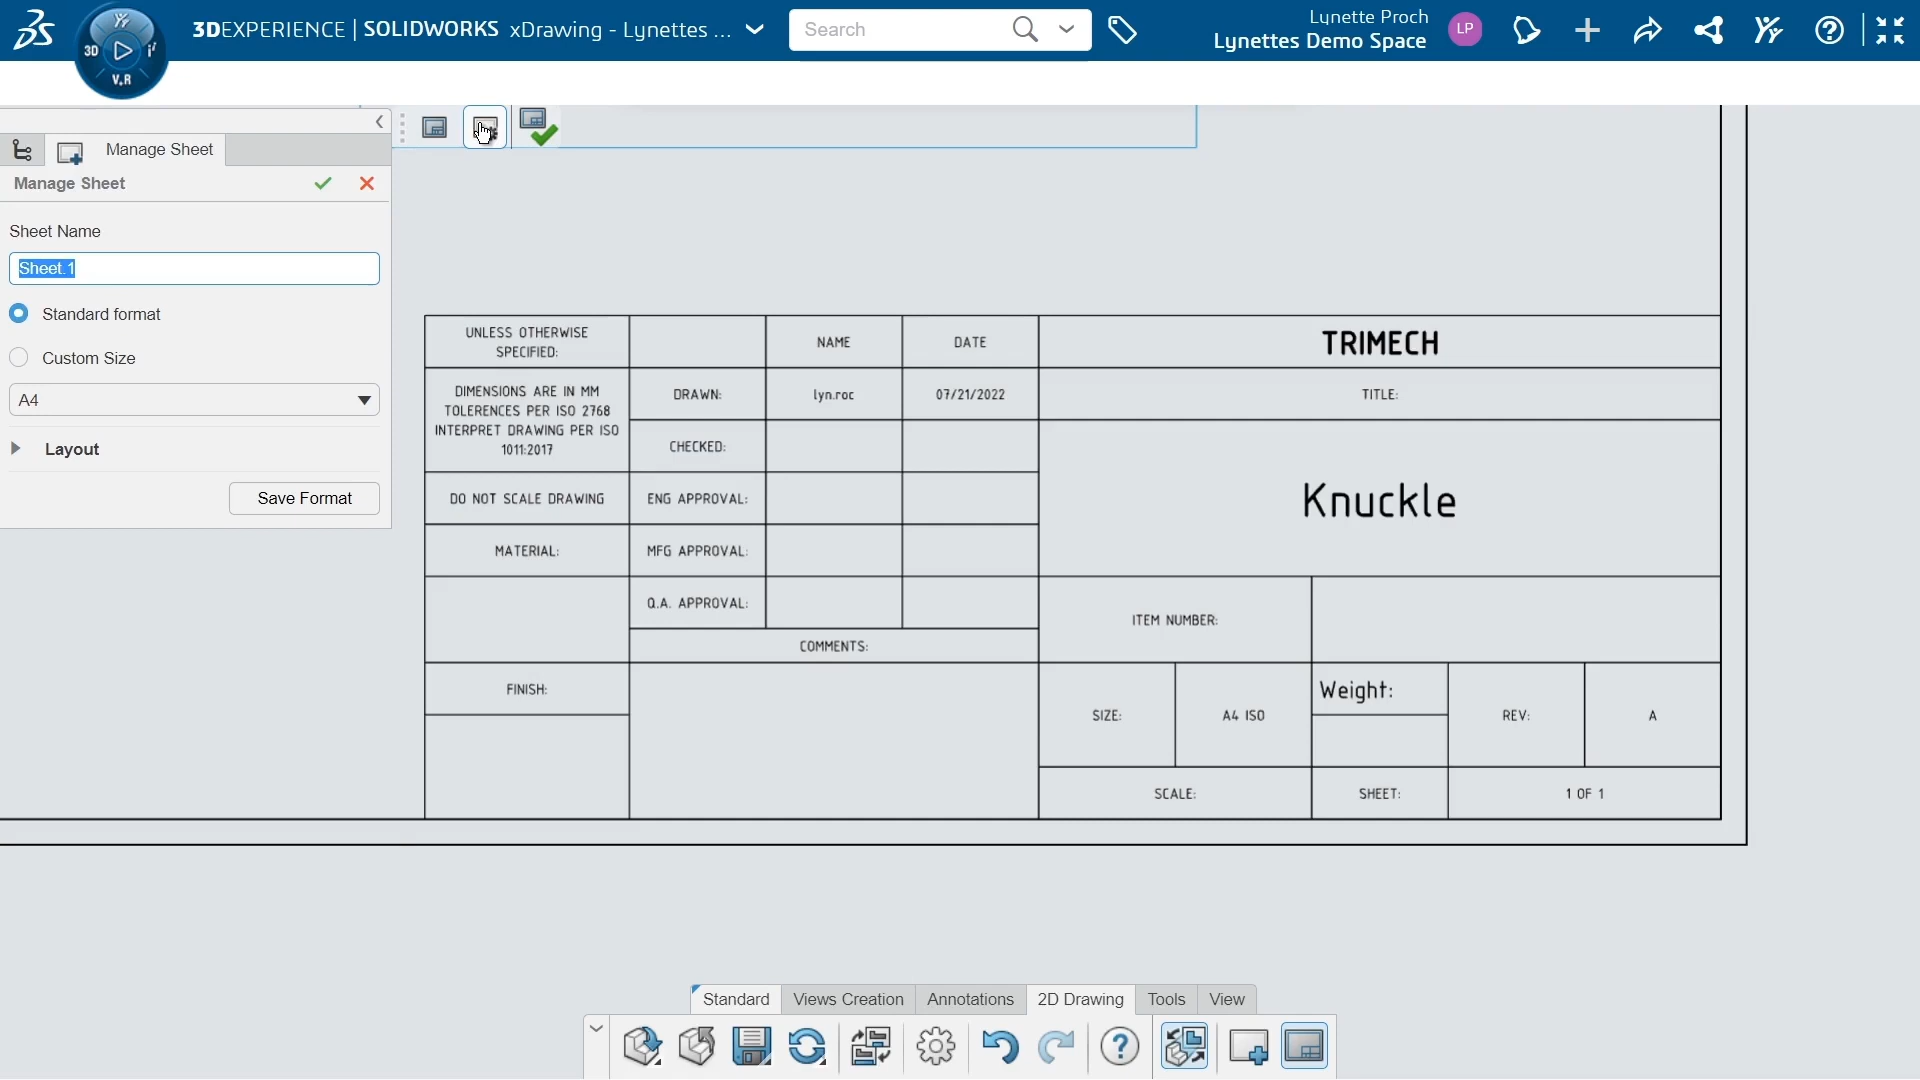 3DEXPERIENCE | SOLIDWORKS xDrawing - Lynettes ...
Search
Lynette Proch
Lynettes Demo Space
LP
3D
V.R
Manage Sheet
Manage Sheet
Sheet Name
Sheet.1
Standard format
Custom Size
A4
Layout
Save Format
UNLESS OTHERWISE
SPECIFIED:
NAME
DATE
TRIMECH
DIMENSIONS ARE IN MM
TOLERENCES PER ISO 2768
INTERPRET DRAWING PER ISO
1011:2017
DRAWN:
lyn.roc
07/21/2022
TITLE:
CHECKED:
Knuckle
DO NOT SCALE DRAWING
ENG APPROVAL:
MATERIAL:
MFG APPROVAL:
Q.A. APPROVAL:
ITEM NUMBER:
COMMENTS:
FINISH:
SIZE:
A4 ISO
Weight:
REV:
A
SCALE:
SHEET:
1 OF 1
Standard
Views Creation
Annotations
2D Drawing
Tools
View